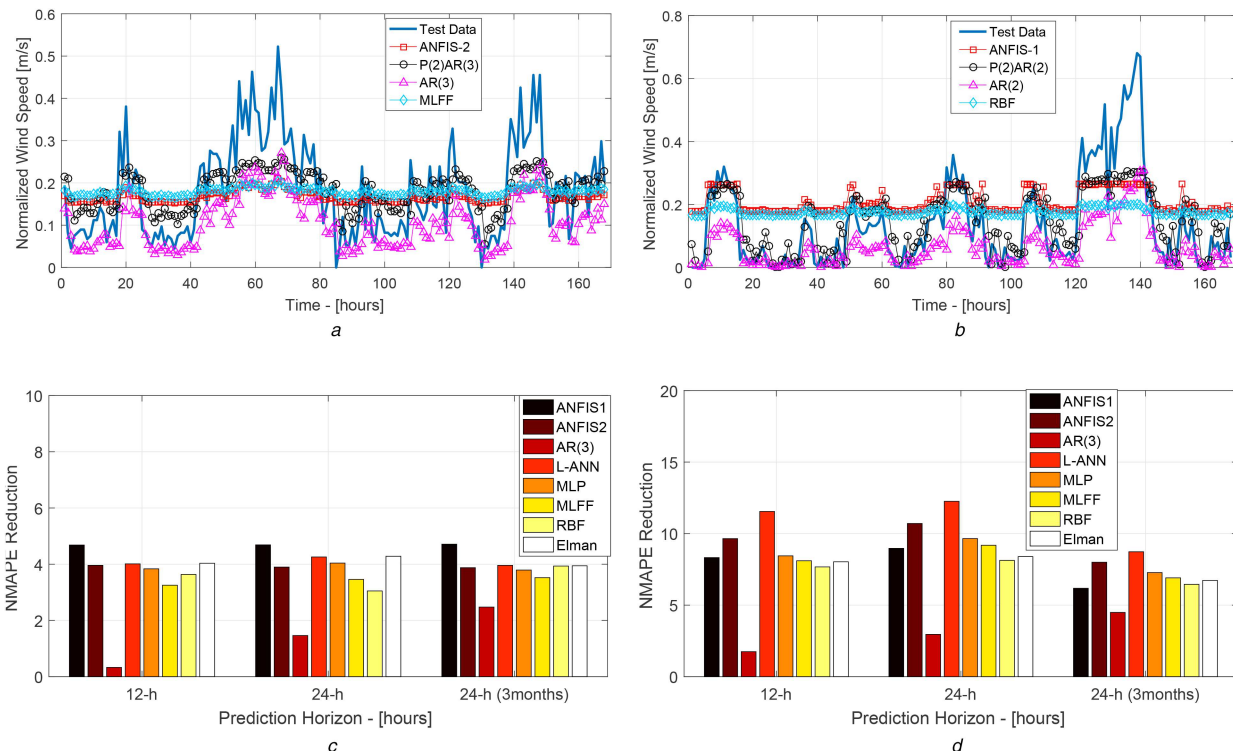 0.6
0.5
0.4
0.3
0.2
0.1
0
Normalized Wind Speed [m/s]
Test Data
ANFIS-2
P(2)AR(3)
AR(3)
MLFF
0 20 40 60 80 100 120 140 160
Time - [hours]
a
0.8
0.6
0.4
0.2
0
Normalized Wind Speed [m/s]
Test Data
ANFIS-1
P(2)AR(2)
AR(2)
RBF
0 20 40 60 80 100 120 140 160
Time - [hours]
b
10
8
6
4
2
0
NMAPE Reduction
ANFIS1
ANFIS2
AR(3)
L-ANN
MLP
MLFF
RBF
Elman
12-h 24-h 24-h (3months)
Prediction Horizon - [hours]
c
20
15
10
5
0
NMAPE Reduction
ANFIS1
ANFIS2
AR(3)
L-ANN
MLP
MLFF
RBF
Elman
12-h 24-h 24-h (3months)
Prediction Horizon - [hours]
d